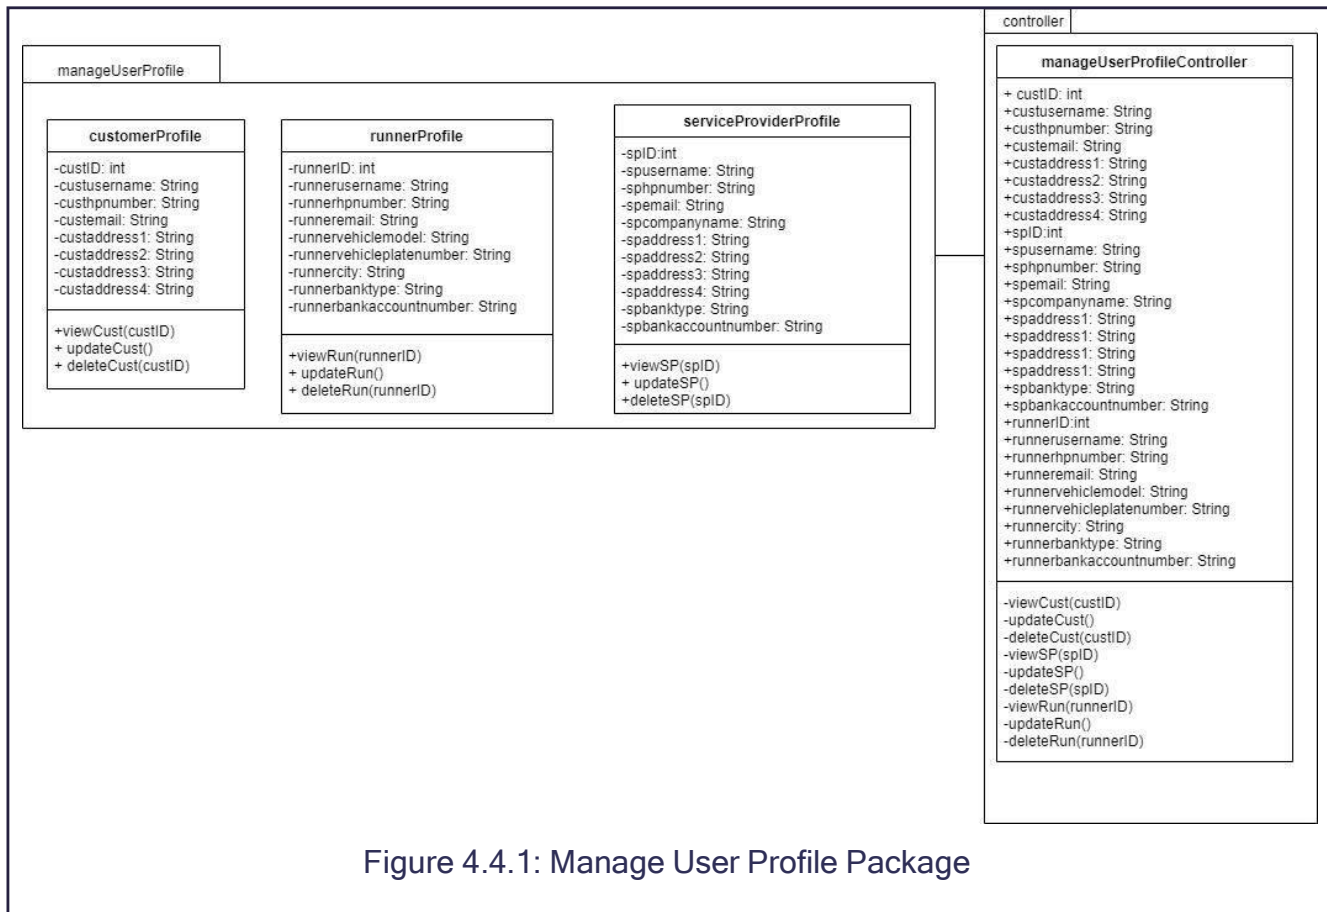 manageUserProfile
customerProfile
-custID: int
-custusername: String
-custhpnumber: String
-custemail: String
-custaddress1: String
-custaddress2: String
-custaddress3: String
-custaddress4: String
+viewCust(custID)
+ updateCust()
+ deleteCust(custID)
runnerProfile
-runnerID: int
-runnerusername: String
-runnerhpnumber: String
-runneremail: String
-runnervehiclemodel: String
-runnervehicleplatenumber: String
-runnercity: String
-runnerbanktype: String
-runnerbankaccountnumber: String
+viewRun(runnerID)
+ updateRun()
+ deleteRun(runnerID)
serviceProviderProfile
-spID:int
-spusername: String
-sphpnumber: String
-spemail: String
-spcompanyname: String
-spaddress1: String
-spaddress2: String
-spaddress3: String
-spaddress4: String
-spbanktype: String
-spbankaccountnumber: String
+viewSP(spID)
+ updateSP()
+deleteSP(spID)
controller
manageUserProfileController
+ custID: int
+custusername: String
+custhpnumber: String
+custemail: String
+custaddress1: String
+custaddress2: String
+custaddress3: String
+custaddress4: String
+spID:int
+spusername: String
+sphpnumber: String
+spemail: String
+spcompanyname: String
+spaddress1: String
+spaddress1: String
+spaddress1: String
+spaddress1: String
+spbanktype: String
+spbankaccountnumber: String
+runnerID:int
+runnerusername: String
+runnerhpnumber: String
+runneremail: String
+runnervehiclemodel: String
+runnervehicleplatenumber: String
+runnercity: String
+runnerbanktype: String
+runnerbankaccountnumber: String
-viewCust(custID)
-updateCust()
-deleteCust(custID)
-viewSP(spID)
-updateSP()
-deleteSP(spID)
-viewRun(runnerID)
-updateRun()
-deleteRun(runnerID)
Figure 4.4.1: Manage User Profile Package